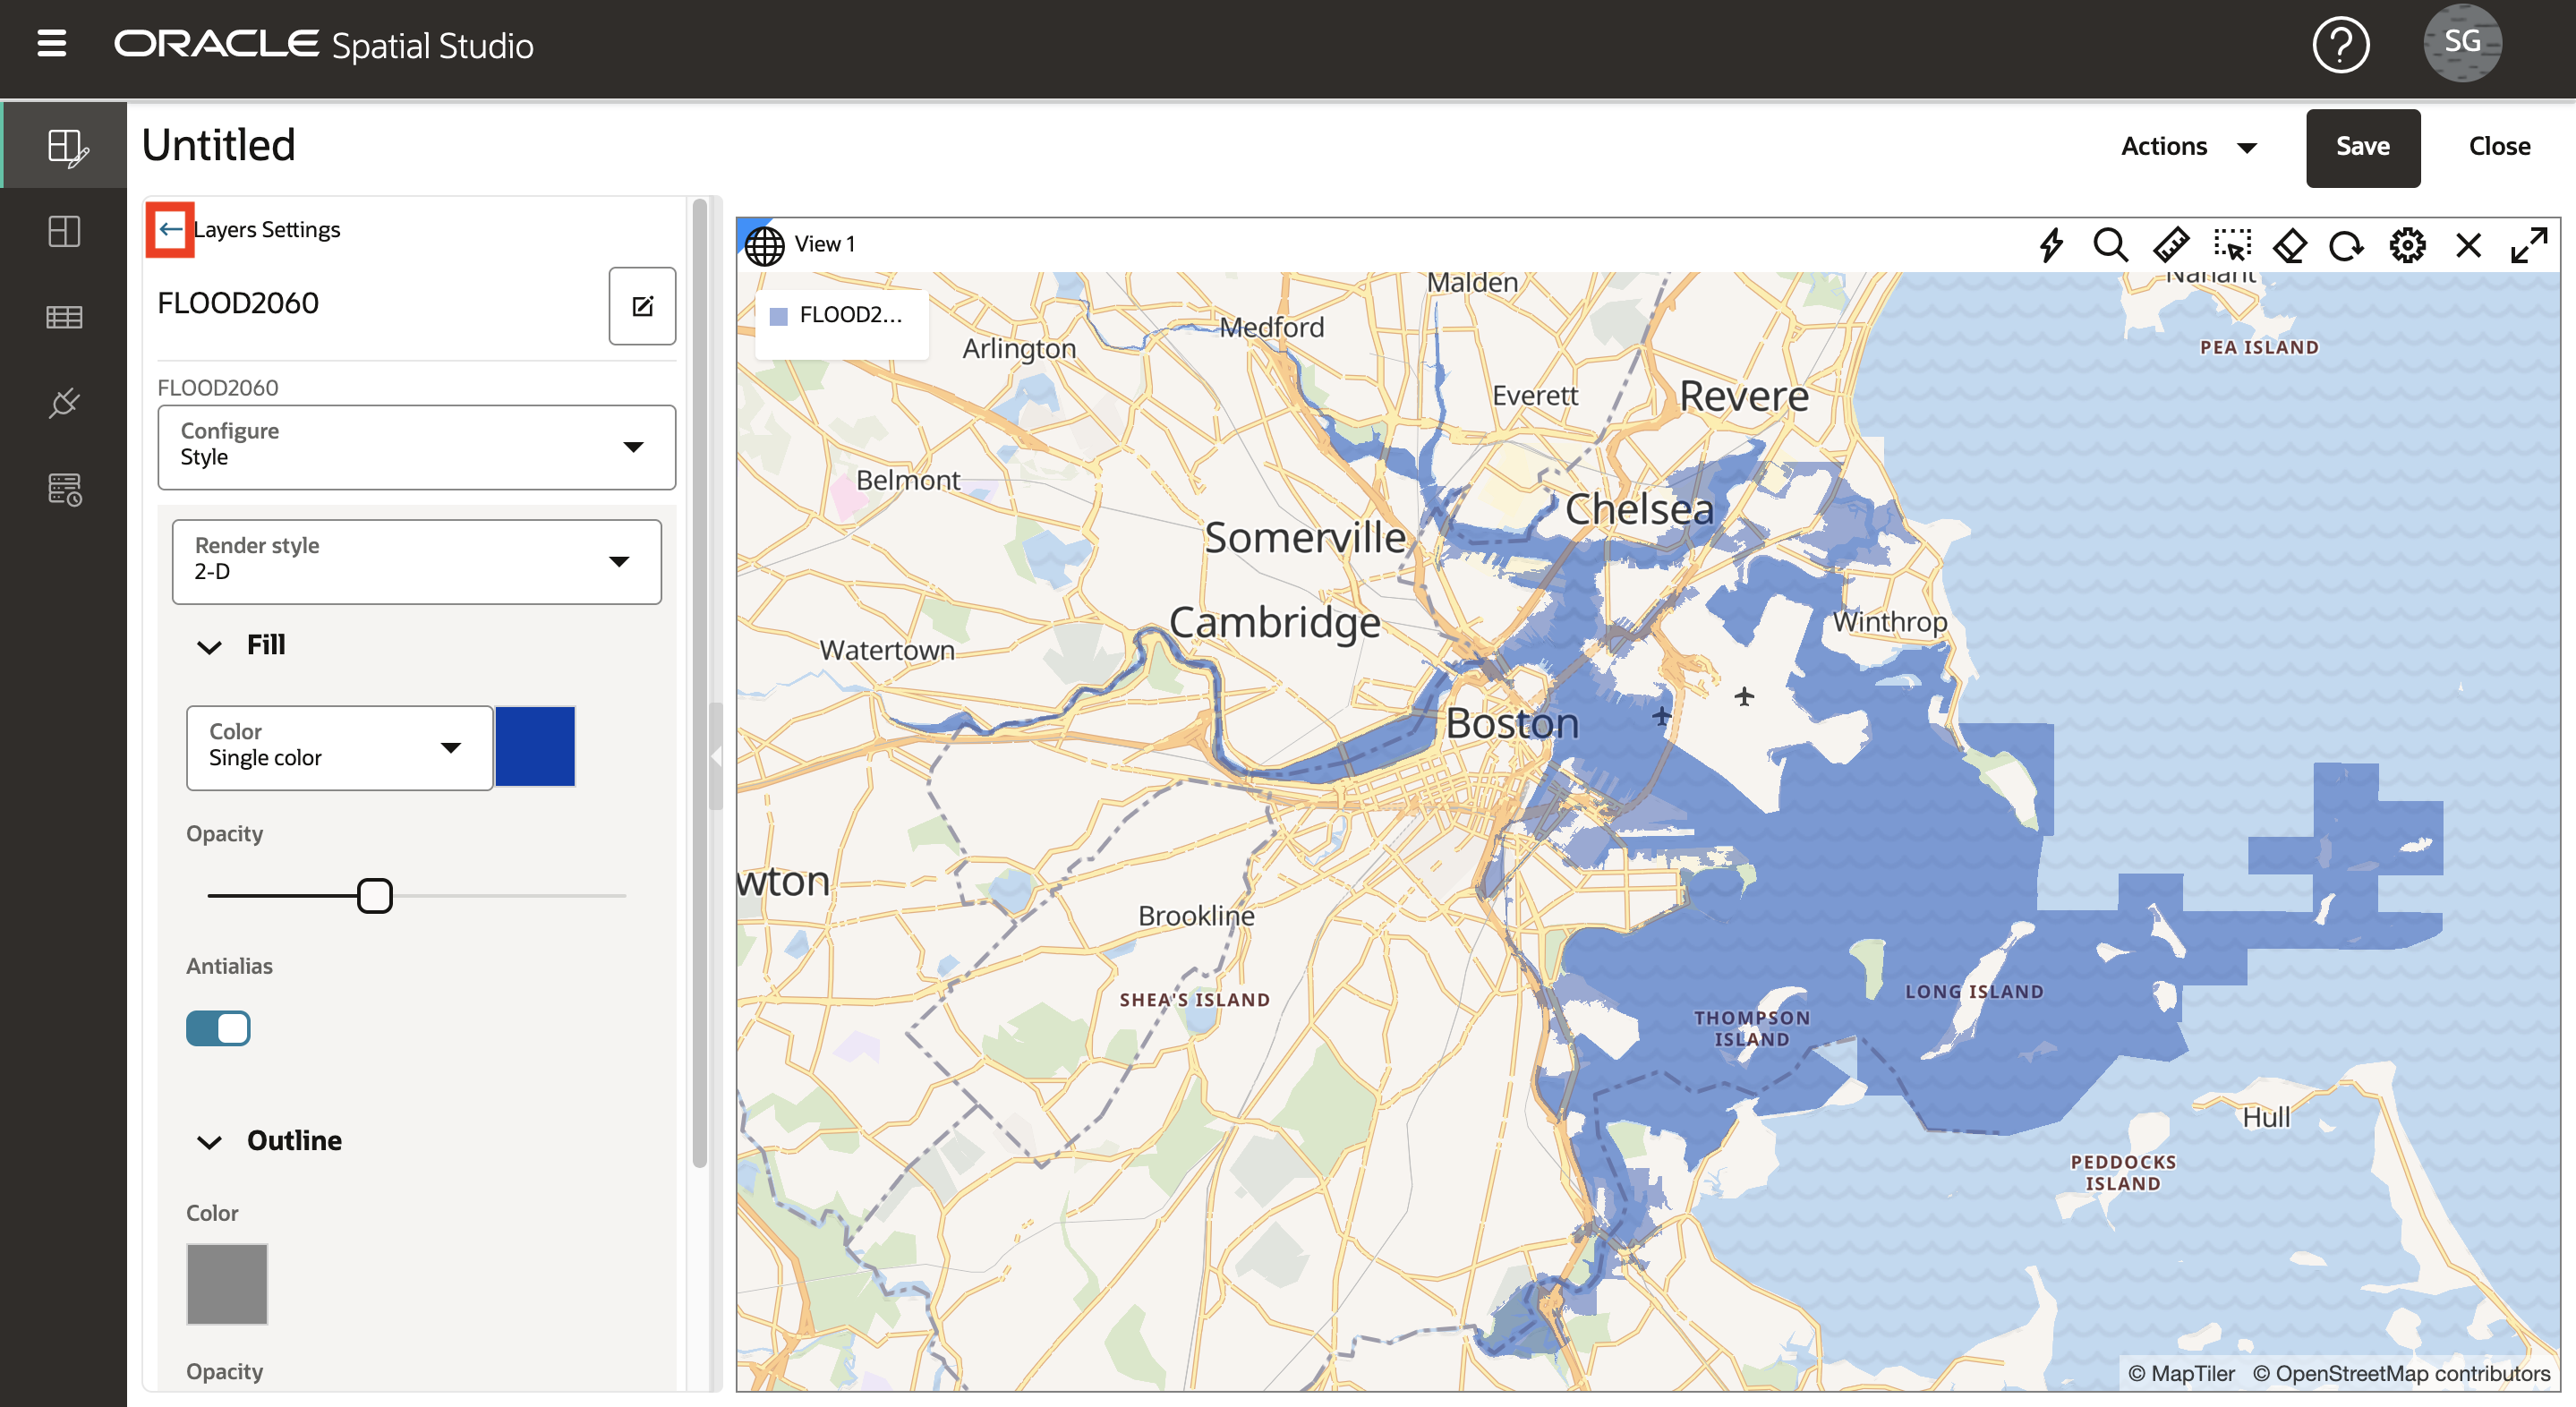 ORACLE Spatial Studio
SG
Untitled
Actions
Save
Close
Layers Settings
FLOOD2060
FLOOD2060
Configure
Style
Render style
2-D
Fill
Color
Single color
Opacity
Antialias
Outline
Color
Opacity
View 1
FLOOD2...
Malden
Nahant
Medford
Arlington
PEA ISLAND
Everett
Revere
Belmont
Chelsea
Somerville
Cambridge
Winthrop
Watertown
Boston
wton
Brookline
SHEA'S ISLAND
LONG ISLAND
THOMPSON
ISLAND
Hull
PEDDOCKS
ISLAND
© MapTiler © OpenStreetMap contributors